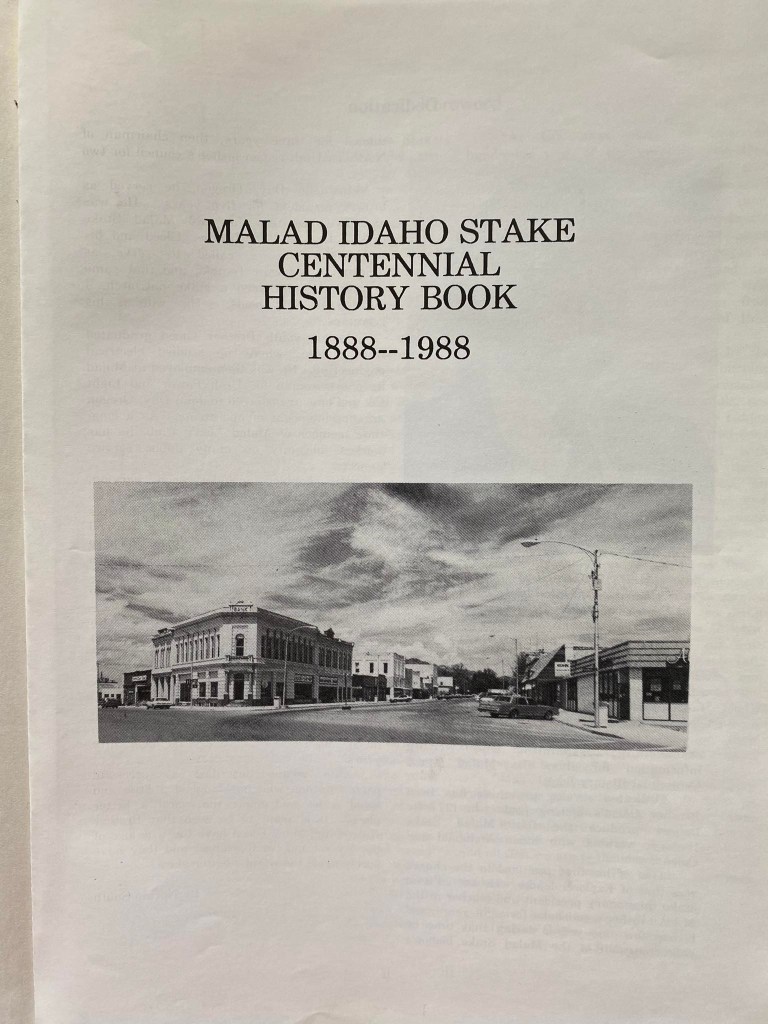 MALAD IDAHO STAKE
CENTENNIAL
HISTORY BOOK
1888--1988